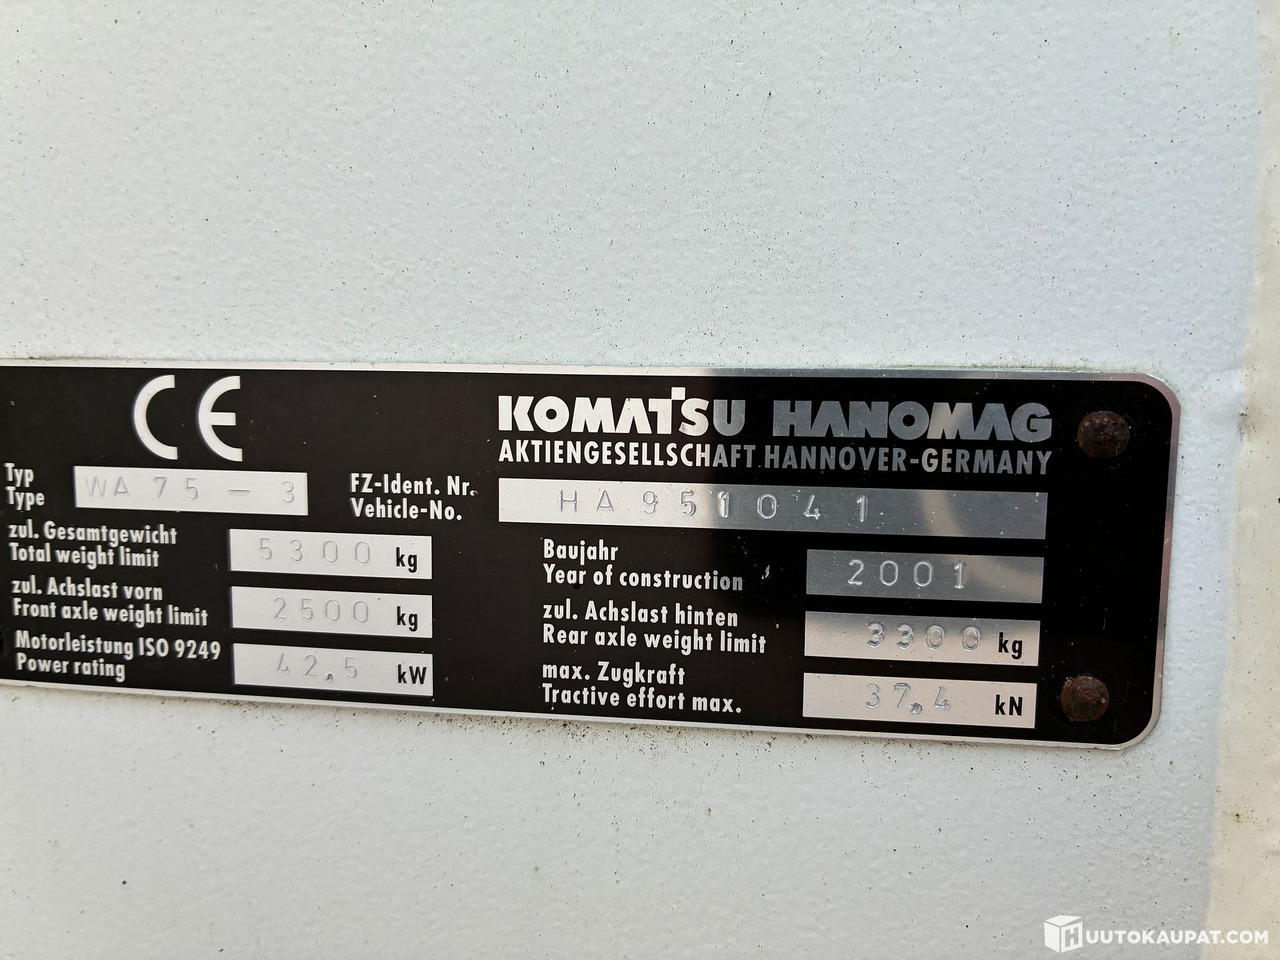 CE
KOMATSU HANOMAG
AKTIENGESELLSCHAFT HANNOVER-GERMANY
Typ
Type
WA 75 - 3
FZ-Ident. Nr.
Vehicle-No.
HA951041
zul. Gesamtgewicht
Total weight limit
5300 kg
Baujahr
Year of construction
2001
zul. Achslast vorn
Front axle weight limit
2500 kg
zul. Achslast hinten
Rear axle weight limit
3300 kg
Motorleistung ISO 9249
Power rating
42,5 kW
max. Zugkraft
Tractive effort max.
37,4 kN
HUUTOKAUPAT.COM